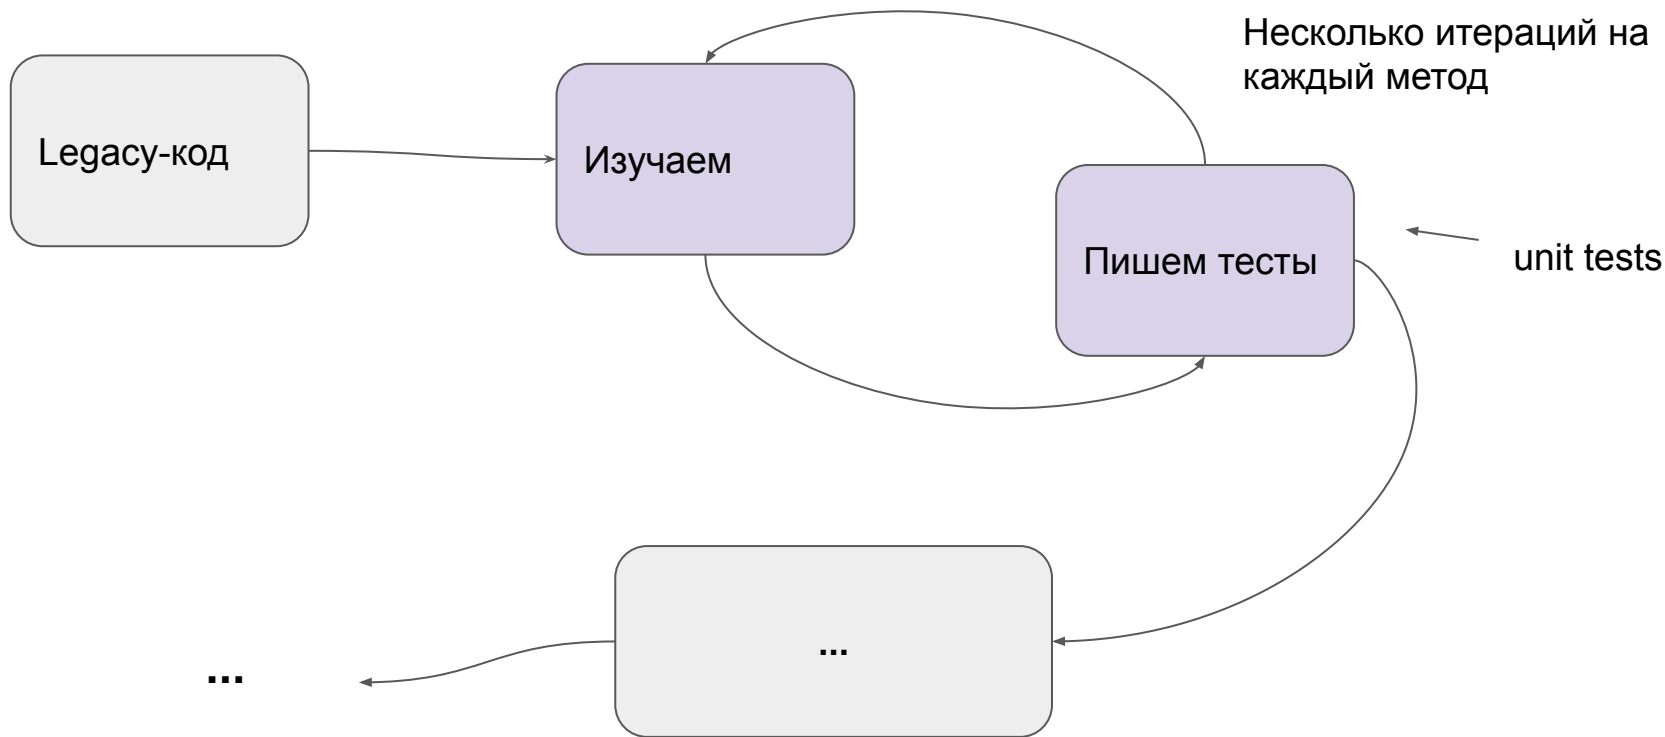 Несколько итераций на
каждый метод
Legacy-код
Изучаем
Пишем тесты
unit tests
...
...